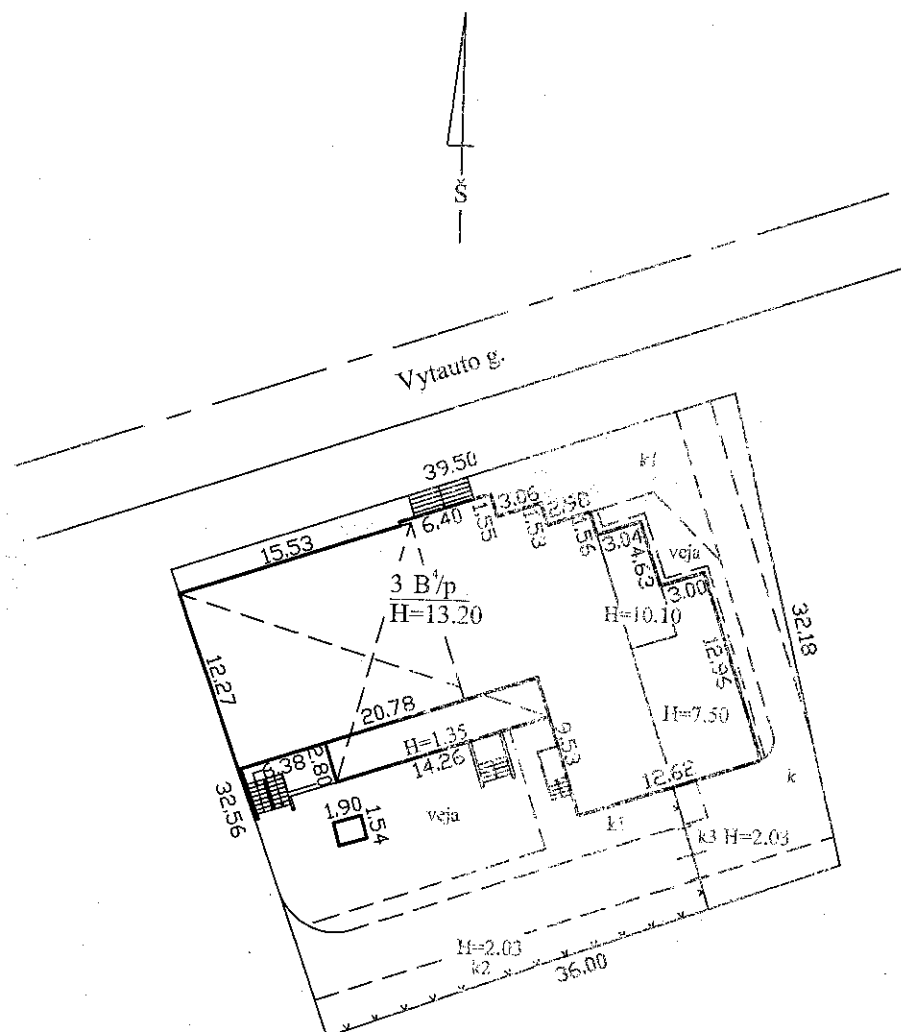 Š
Vytauto g.
39.50
k1
15.53
6.40
1.55
3.06
1.53
2.98
1.56
3.04
4.63
veja
3.00
3 B⁴/p
H=13.20
H=10.10
32.18
12.27
12.96
20.78
H=7.50
H=1.35
9.53
6.38
2.80
14.26
12.62
k
32.56
1.90
1.54
veja
k1
k3 H=2.03
H=2.03
k2
36.00